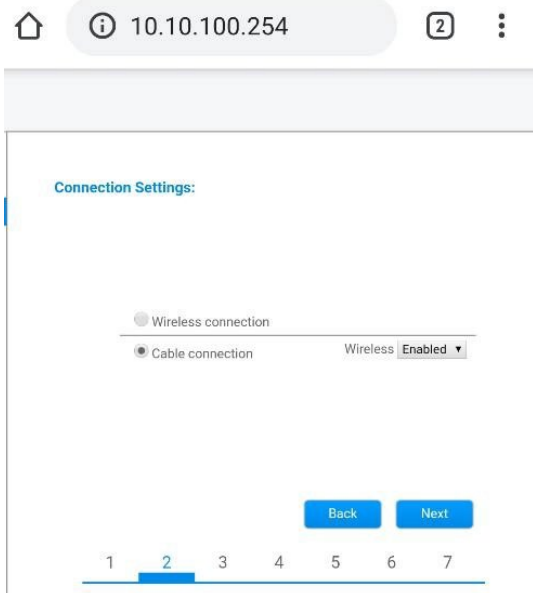 10.10.100.254 2
Connection Settings:
Wireless connection
Cable connection Wireless Enabled
Back Next
1 2 3 4 5 6 7